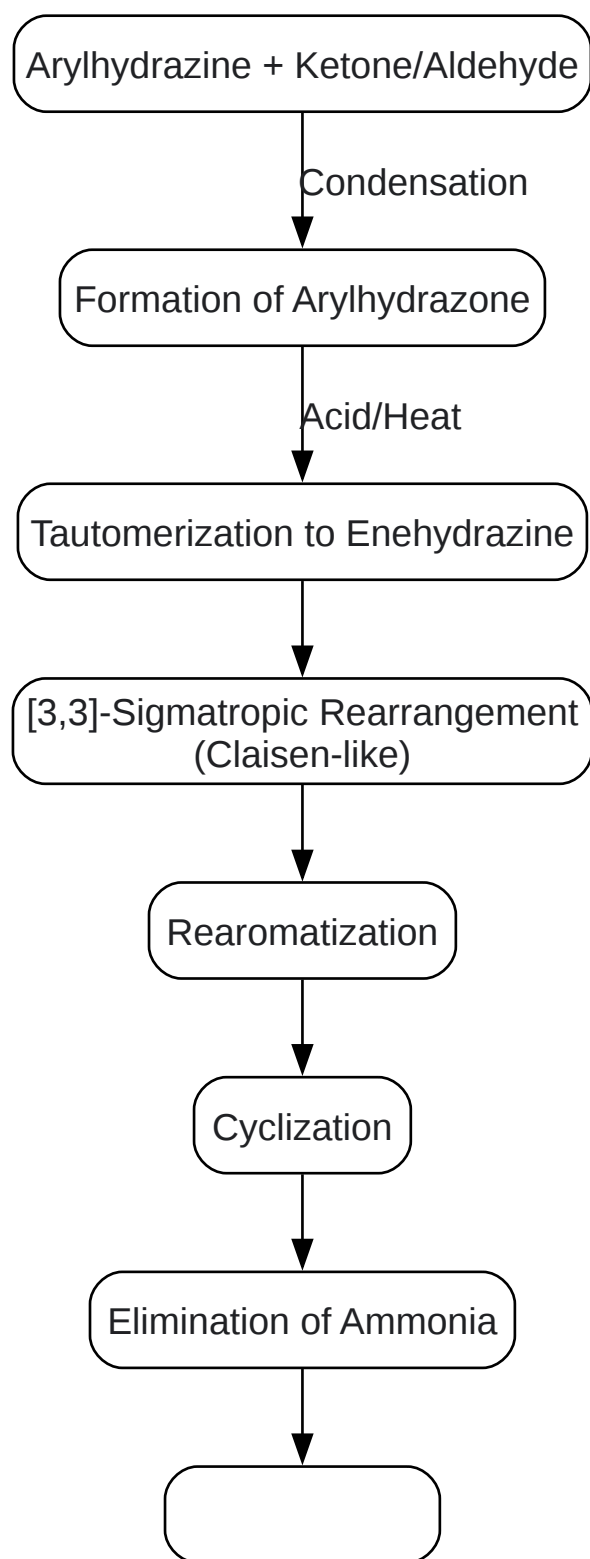 Arylhydrazine + Ketone/Aldehyde
Condensation
Formation of Arylhydrazone
Acid/Heat
Tautomerization to Enehydrazine
[3,3]-Sigmatropic Rearrangement
(Claisen-like)
Rearomatization
Cyclization
Elimination of Ammonia